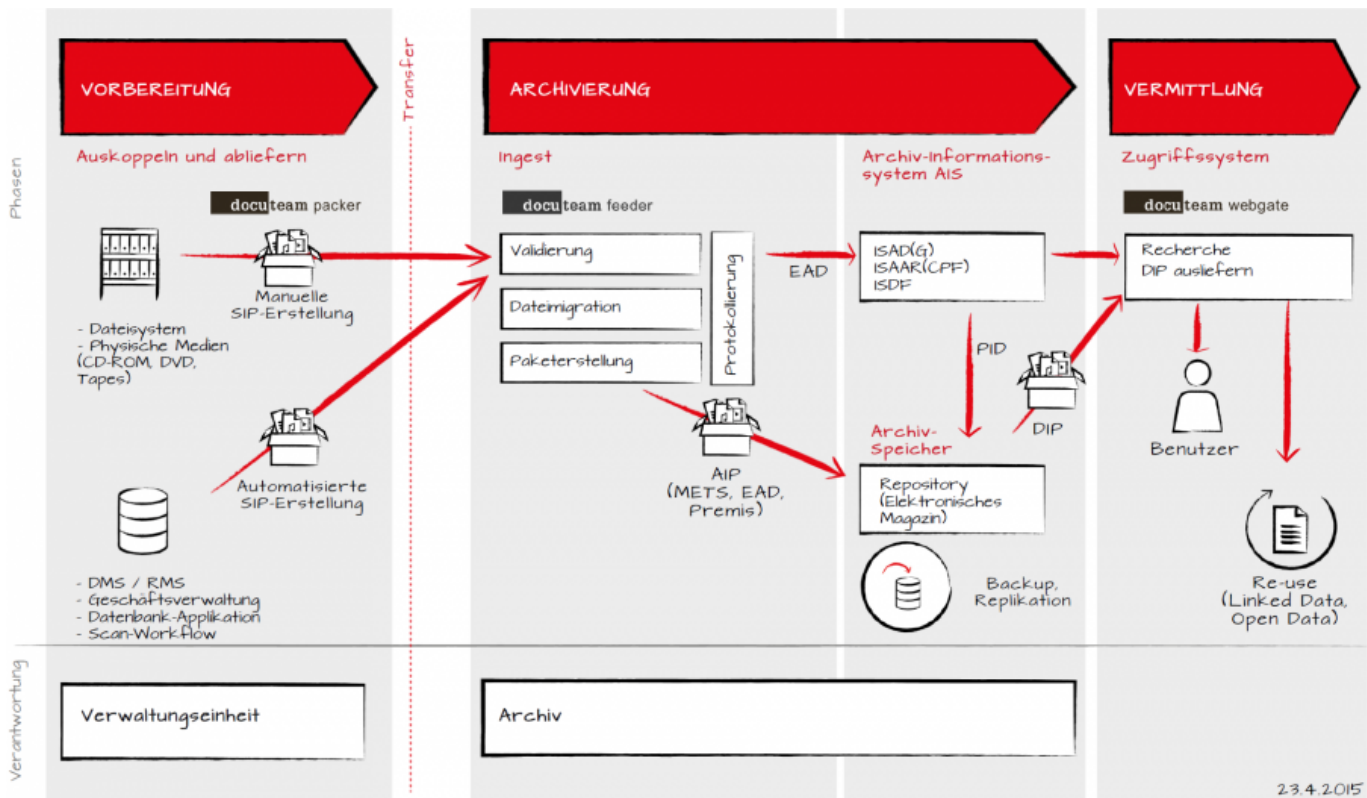 VORBEREITUNG
Transfer
ARCHIVIERUNG
VERMITTLUNG
Phasen
Auskoppeln und abliefern
Ingest
Archiv-Informations-
system AIS
Zugriffssystem
docuteam packer
docuteam feeder
docuteam webgate
Manuelle
SIP-Erstellung
- Dateisystem
- Physische Medien
(CD-ROM, DVD,
Tapes)
Automatisierte
SIP-Erstellung
- DMS / RMS
- Geschäftsverwaltung
- Datenbank-Applikation
- Scan-Workflow
Validierung
Dateimigration
Paketerstellung
Protokollierung
EAD
AIP
(METS, EAD,
Premis)
ISAD(G)
ISAAR(CPF)
ISDF
PID
DIP
Archiv-
Speicher
Repository
(Elektronisches
Magazin)
Backup,
Replikation
Recherche
DIP ausliefern
Benutzer
Re-use
(Linked Data,
Open Data)
Verantwortung
Verwaltungseinheit
Archiv
23.4.2015